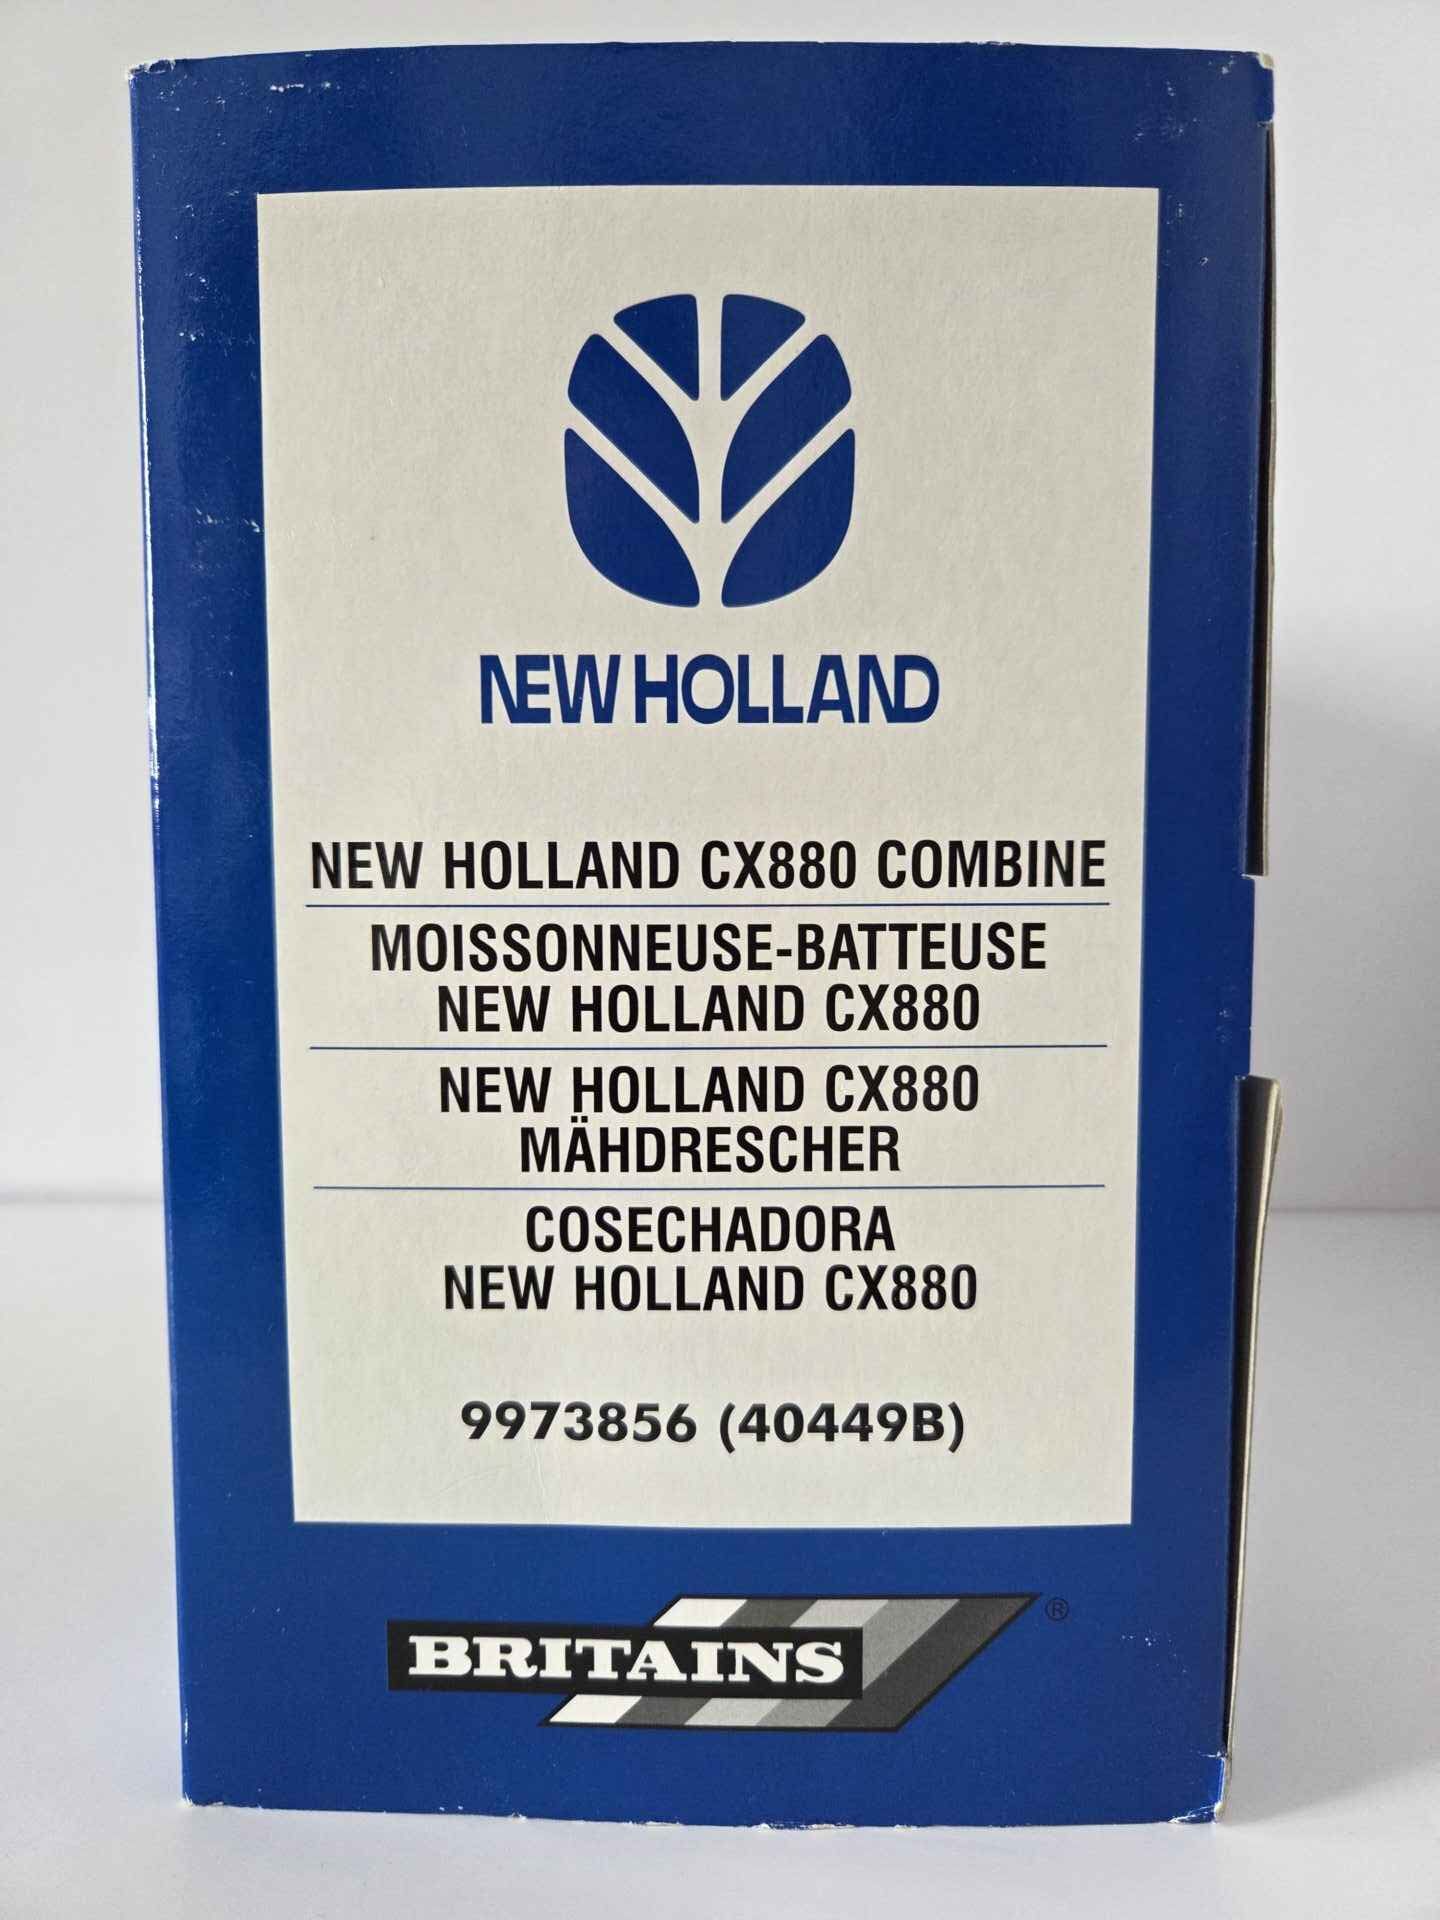 NEW HOLLAND
NEW HOLLAND CX880 COMBINE
MOISSONNEUSE-BATTEUSE
NEW HOLLAND CX880
NEW HOLLAND CX880
MÄHDRESCHER
COSECHADORA
NEW HOLLAND CX880
9973856 (40449B)
BRITAINS ®